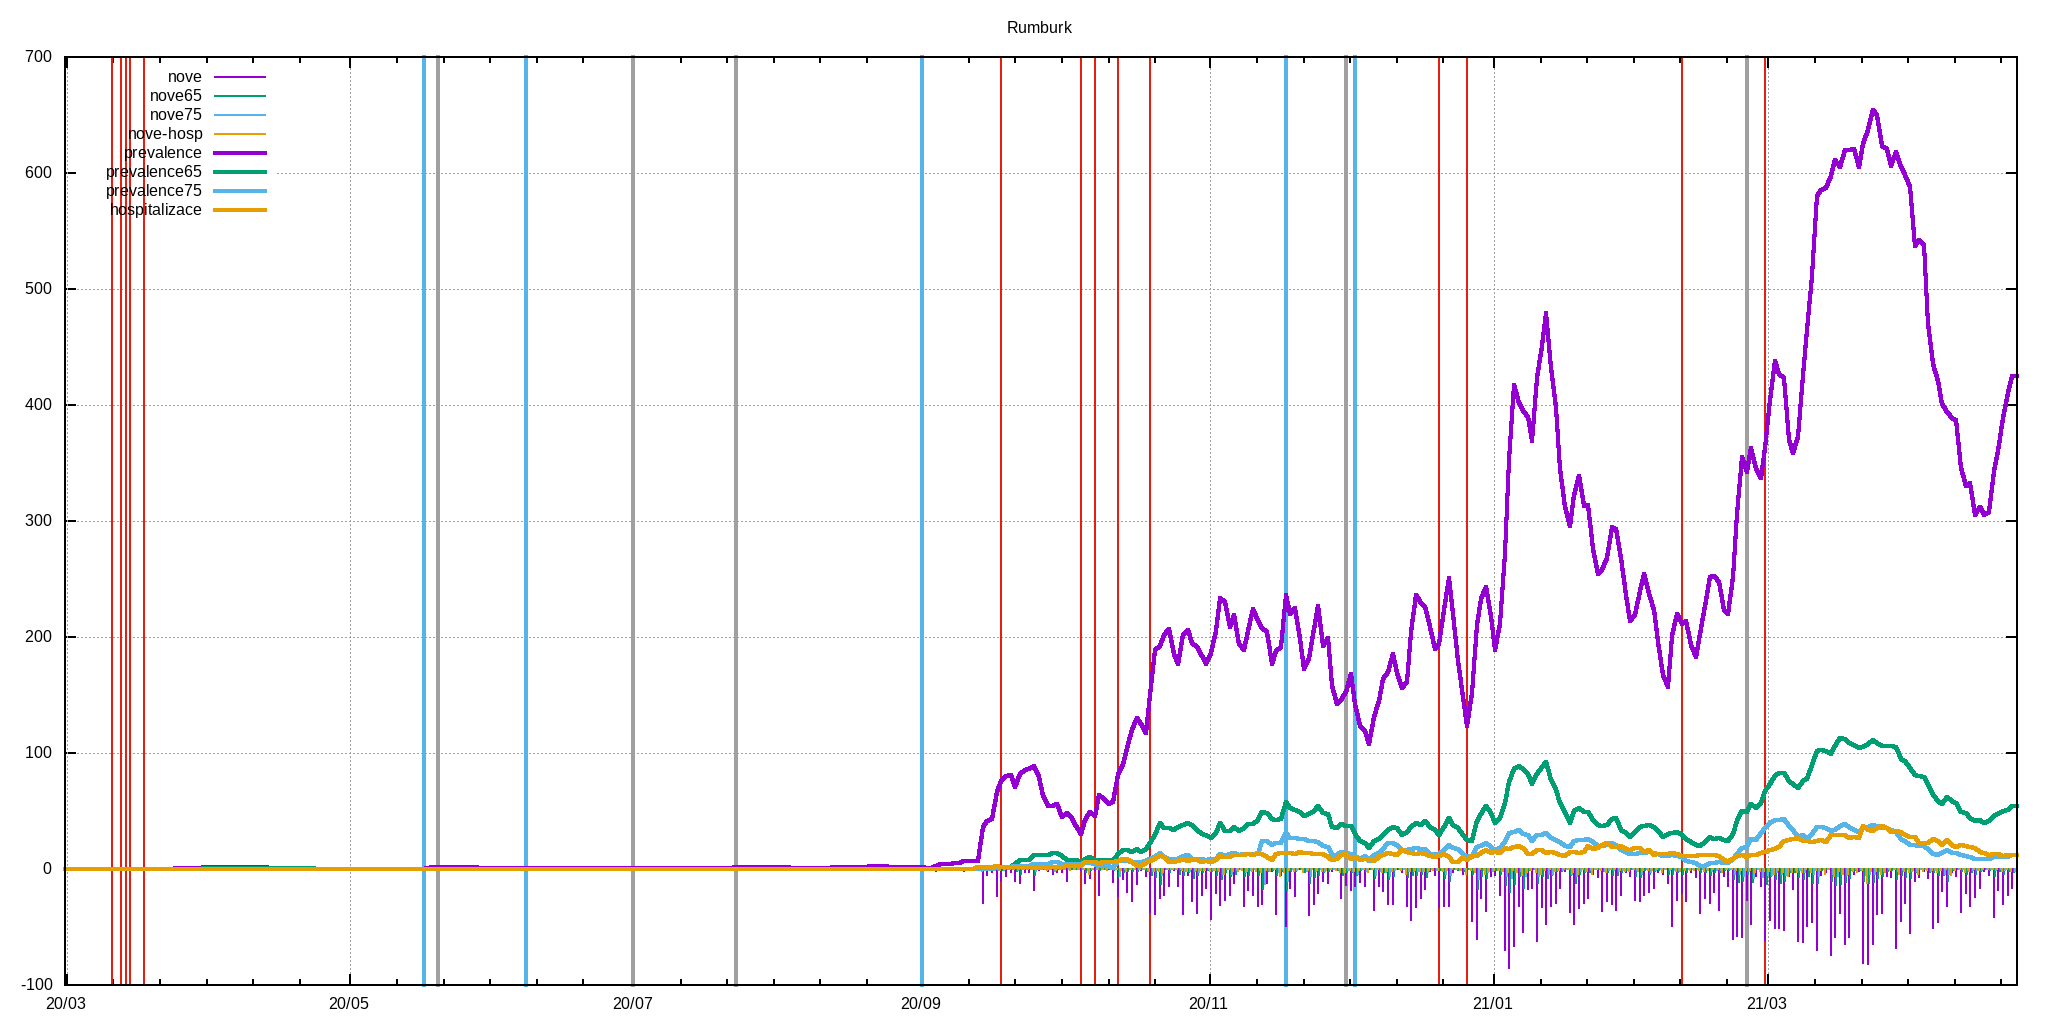 Rumburk
700
600
500
400
300
200
100
0
-100
nove
nove65
nove75
nove-hosp
prevalence
prevalence65
prevalence75
hospitalizace
20/03 20/05 20/07 20/09 20/11 21/01 21/03